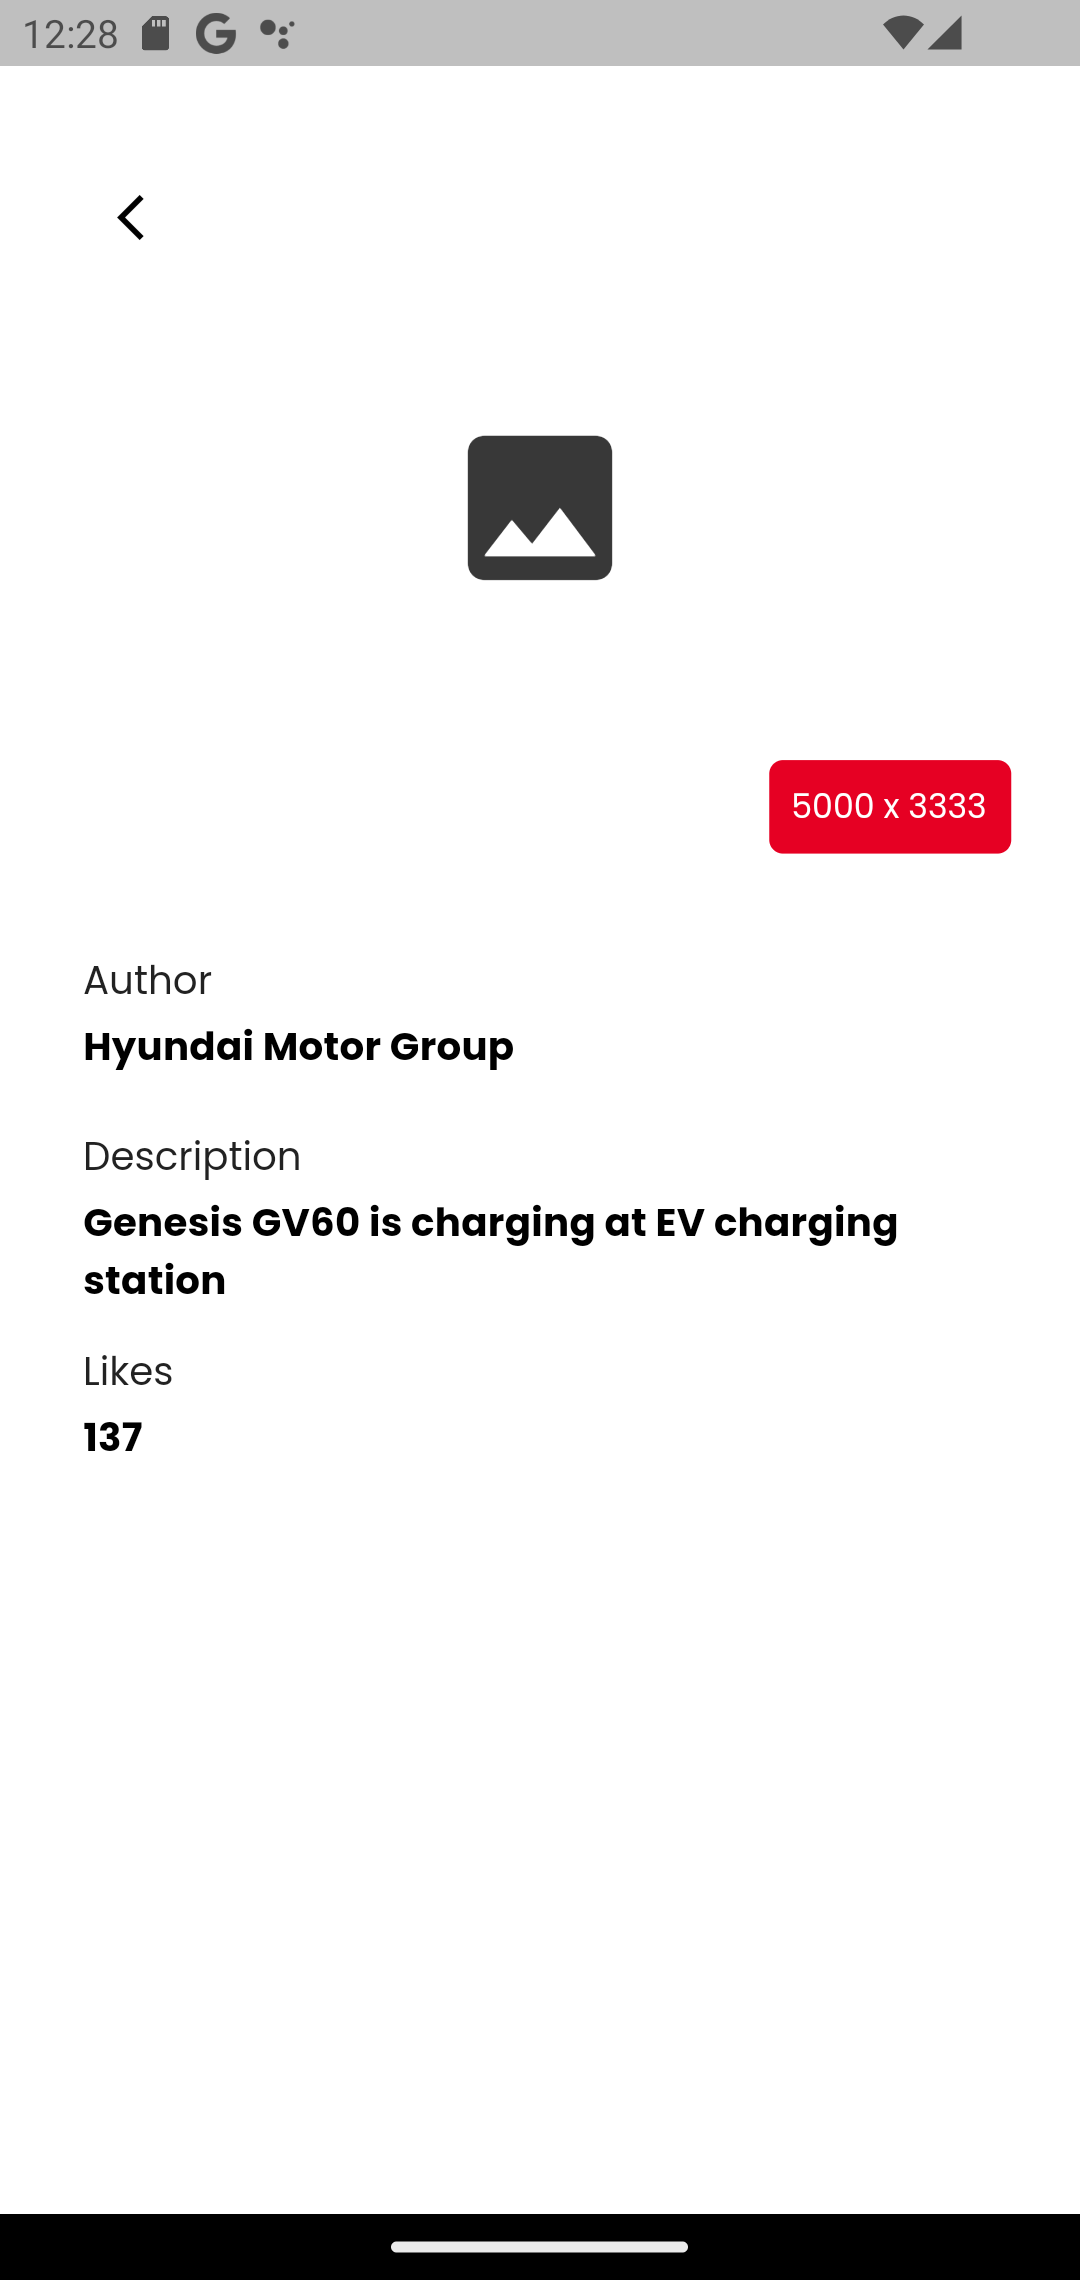 12:28
5000 x 3333
Author
Hyundai Motor Group
Description
Genesis GV60 is charging at EV charging
station
Likes
137